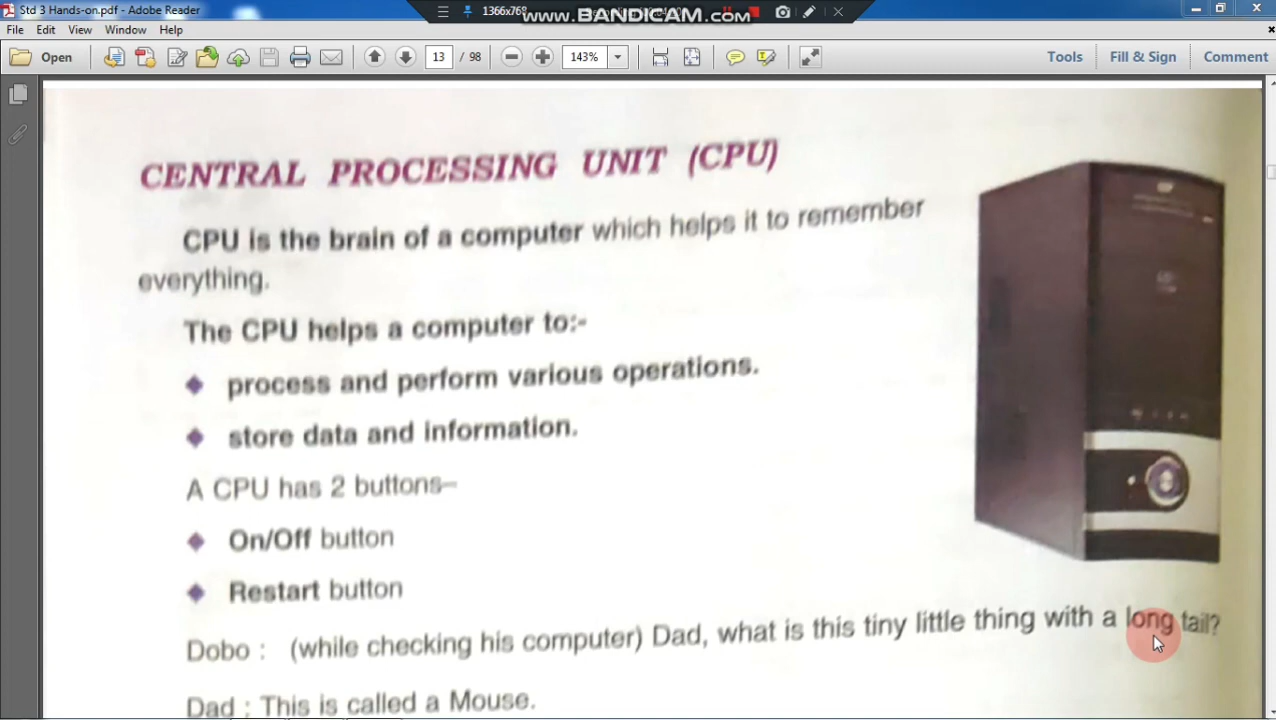 Std 3 Hands-on.pdf - Adobe Reader
1366x768
www.BANDICAM.com
File Edit View Window Help
Open 13 / 98 143% Tools Fill & Sign Comment
CENTRAL PROCESSING UNIT (CPU)
CPU is the brain of a computer which helps it to remember
everything.
The CPU helps a computer to:-
◆ process and perform various operations.
◆ store data and information.
A CPU has 2 buttons–
◆ On/Off button
◆ Restart button
Dobo : (while checking his computer) Dad, what is this tiny little thing with a long tail?
Dad : This is called a Mouse.